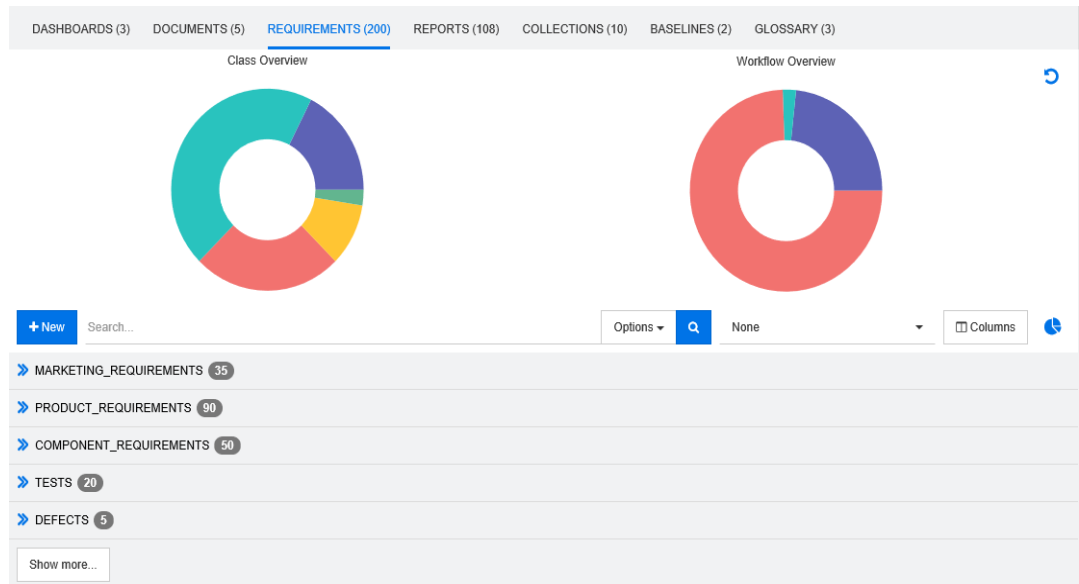 DASHBOARDS (3) DOCUMENTS (5) REQUIREMENTS (200) REPORTS (108) COLLECTIONS (10) BASELINES (2) GLOSSARY (3)
Class Overview Workflow Overview
New Search... Options None Columns
MARKETING_REQUIREMENTS 35
PRODUCT_REQUIREMENTS 90
COMPONENT_REQUIREMENTS 50
TESTS 20
DEFECTS 5
Show more...